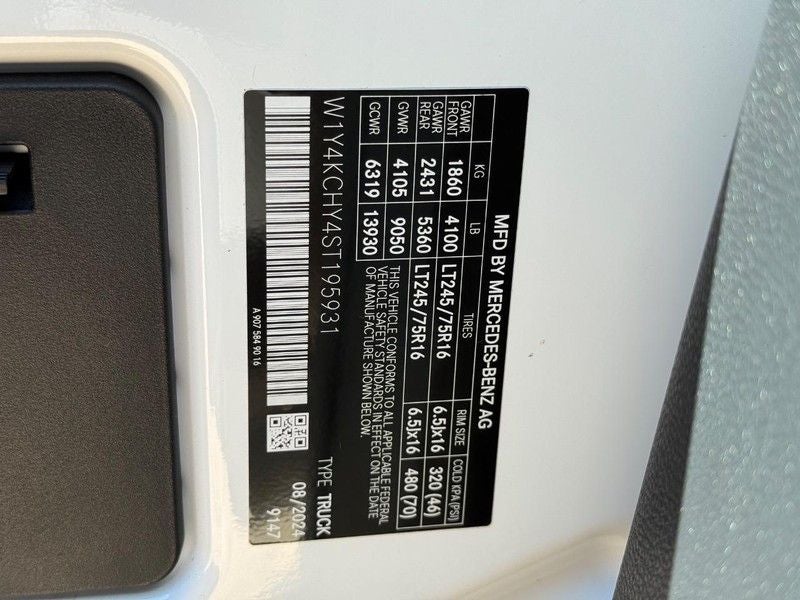 MFD BY MERCEDES-BENZ AG
KG LB TIRES RIM SIZE COLD KPA (PSI)
GAWR FRONT 1860 4100 LT245/75R16 6.5Jx16 320 (46)
GAWR REAR 2431 5360 LT245/75R16 6.5Jx16 480 (70)
GVWR 4105 9050
GCWR 6319 13930
THIS VEHICLE CONFORMS TO ALL APPLICABLE FEDERAL
VEHICLE SAFETY STANDARDS IN EFFECT ON THE DATE
OF MANUFACTURE SHOWN BELOW.
W1Y4KCHY4ST195931
TYPE TRUCK
08/2024
9147
A 907 584 90 16